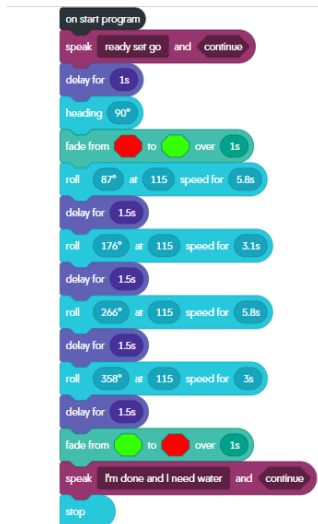 on start program
speak ready set go and continue
delay for 1s
heading 90°
fade from to over 1s
roll 87° at 115 speed for 5.8s
delay for 1.5s
roll 176° at 115 speed for 3.1s
delay for 1.5s
roll 266° at 115 speed for 5.8s
delay for 1.5s
roll 358° at 115 speed for 3s
delay for 1.5s
fade from to over 1s
speak I'm done and I need water and continue
stop